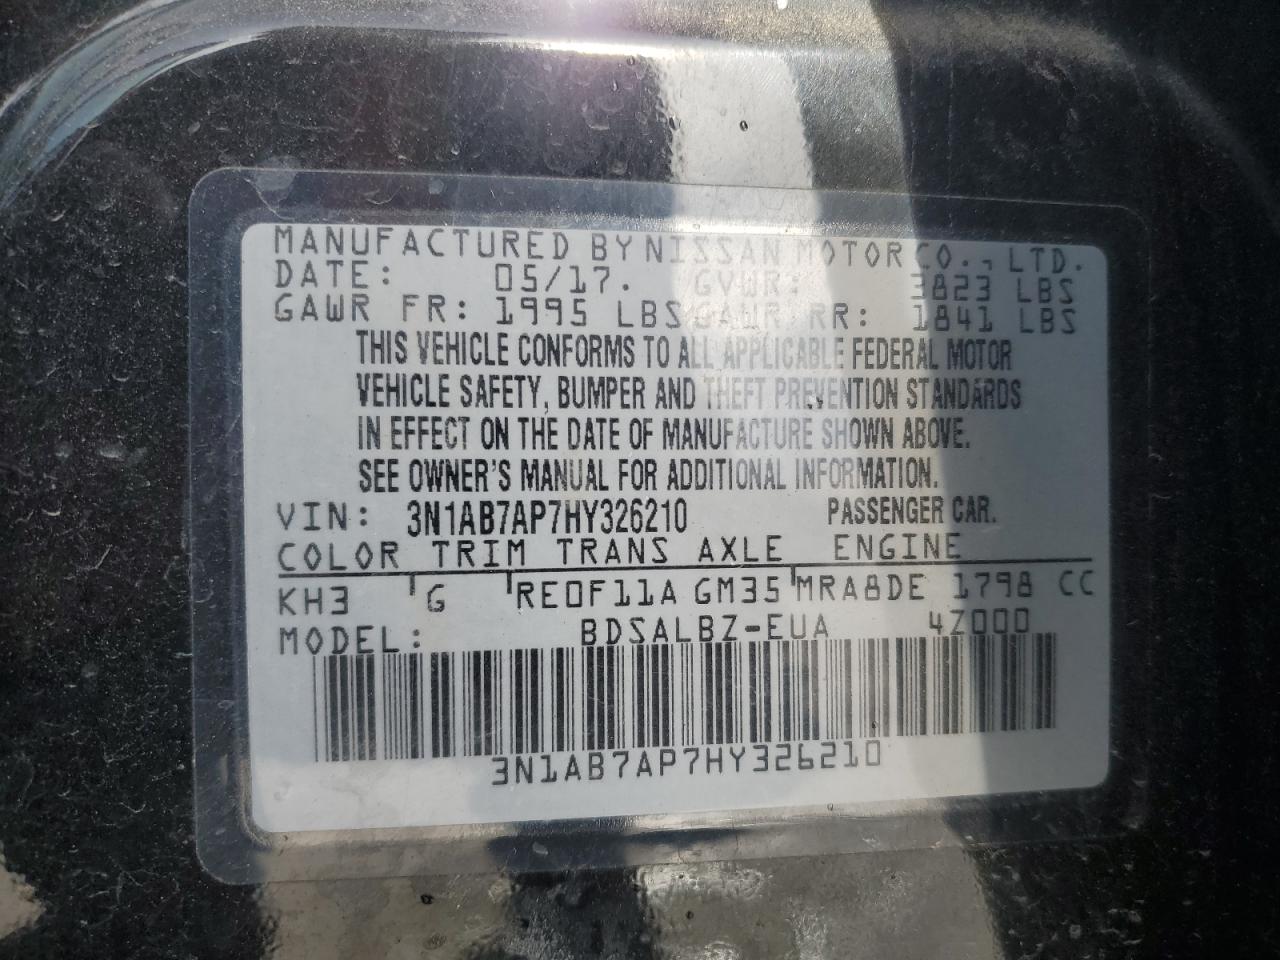 MANUFACTURED BY NISSAN MOTOR CO., LTD.
DATE: 05/17. GVWR: 3823 LBS
GAWR FR: 1995 LBS GAWR RR: 1841 LBS
THIS VEHICLE CONFORMS TO ALL APPLICABLE FEDERAL MOTOR
VEHICLE SAFETY, BUMPER AND THEFT PREVENTION STANDARDS
IN EFFECT ON THE DATE OF MANUFACTURE SHOWN ABOVE.
SEE OWNER'S MANUAL FOR ADDITIONAL INFORMATION.
VIN: 3N1AB7AP7HY326210 PASSENGER CAR.
COLOR TRIM TRANS AXLE ENGINE
KH3 G RE0F11A GM35 MRA8DE 1798 CC
MODEL: BDSALBZ-EUA 4Z000
3N1AB7AP7HY326210